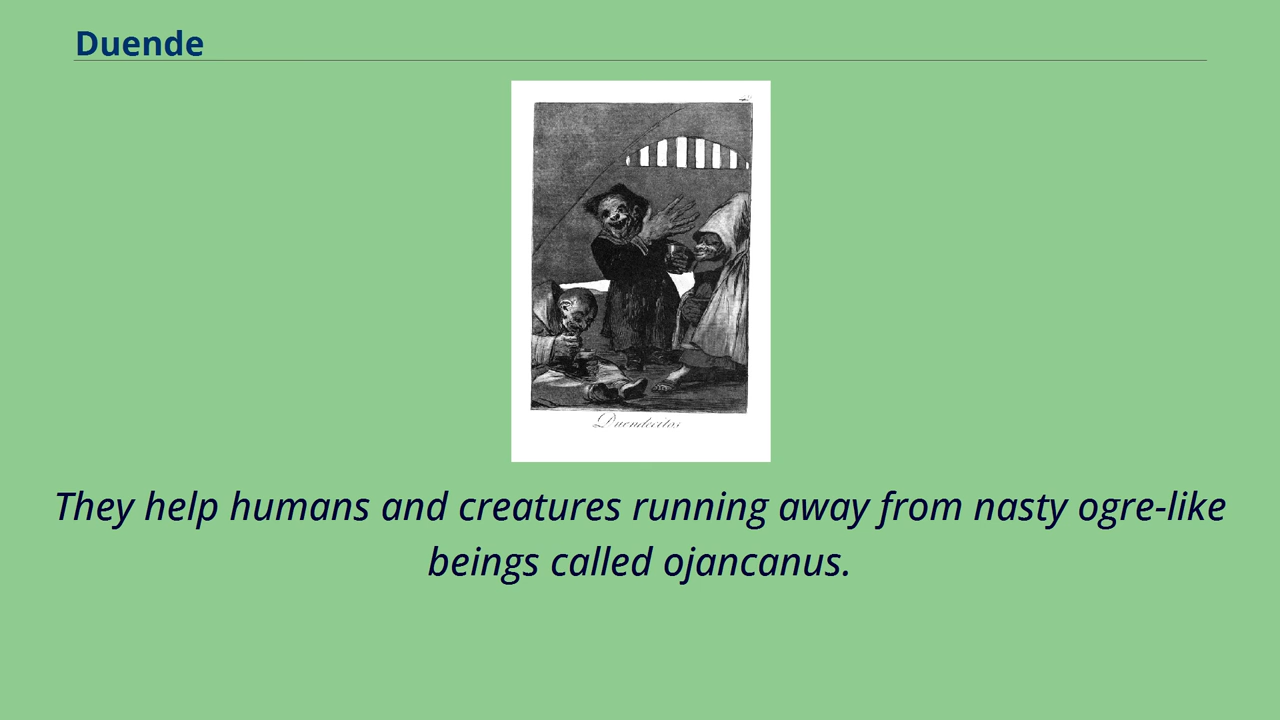 Duende
Duendecitos
They help humans and creatures running away from nasty ogre-like
beings called ojancanus.